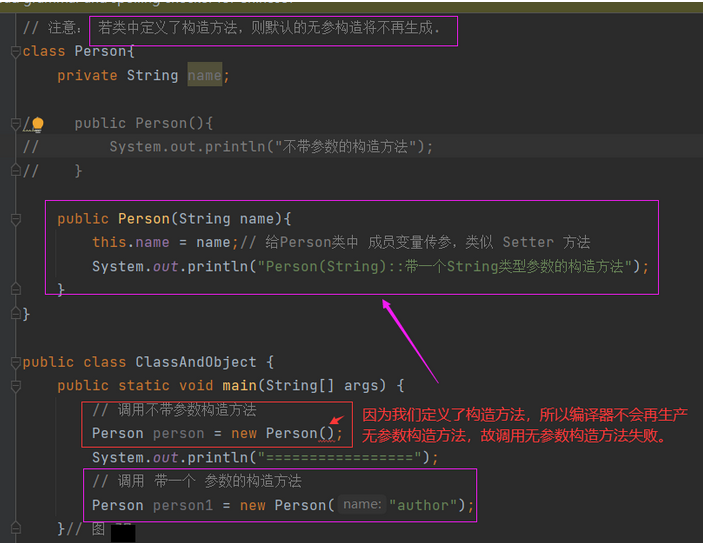 // 注意： 若类中定义了构造方法，则默认的无参构造将不再生成.
class Person{
private String name;
// public Person(){
// System.out.println("不带参数的构造方法");
// }
public Person(String name){
this.name = name;// 给Person类中 成员变量传参，类似 Setter 方法
System.out.println("Person(String)::带一个String类型参数的构造方法");
}
}
public class ClassAndObject {
public static void main(String[] args) {
// 调用不带参数构造方法
Person person = new Person();
因为我们定义了构造方法，所以编译器不会再生产
无参数构造方法，故调用无参数构造方法失败。
System.out.println("=================");
// 调用 带一个 参数的构造方法
Person person1 = new Person( name: "author");
}// 图